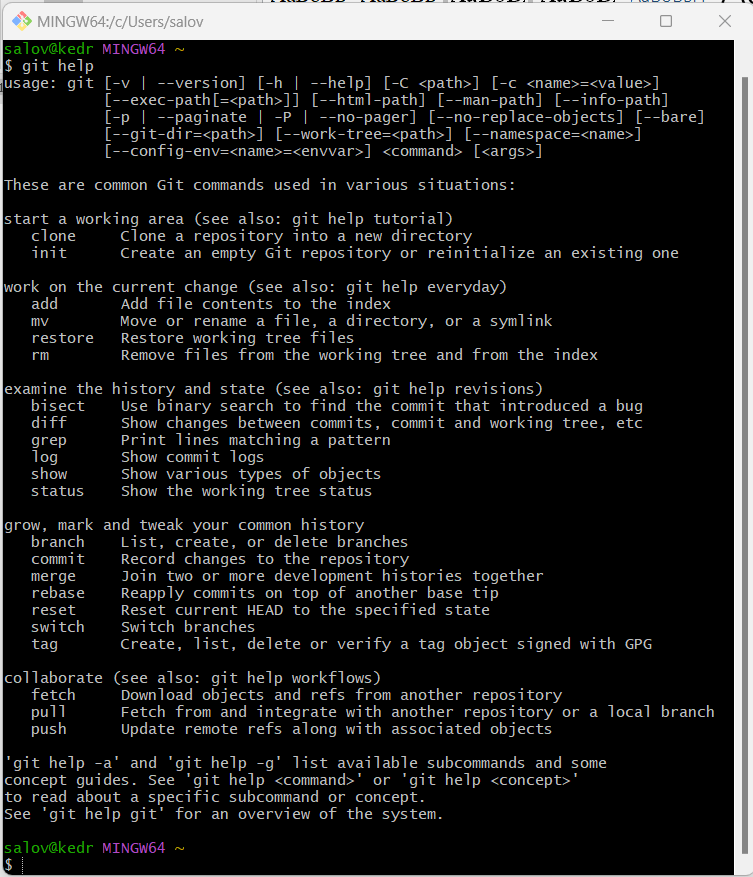 MINGW64:/c/Users/salov
salov@kedr MINGW64 ~
$ git help
usage: git [-v | --version] [-h | --help] [-C <path>] [-c <name>=<value>]
           [--exec-path[=<path>]] [--html-path] [--man-path] [--info-path]
           [-p | --paginate | -P | --no-pager] [--no-replace-objects] [--bare]
           [--git-dir=<path>] [--work-tree=<path>] [--namespace=<name>]
           [--config-env=<name>=<envvar>] <command> [<args>]

These are common Git commands used in various situations:

start a working area (see also: git help tutorial)
   clone     Clone a repository into a new directory
   init      Create an empty Git repository or reinitialize an existing one

work on the current change (see also: git help everyday)
   add       Add file contents to the index
   mv        Move or rename a file, a directory, or a symlink
   restore   Restore working tree files
   rm        Remove files from the working tree and from the index

examine the history and state (see also: git help revisions)
   bisect    Use binary search to find the commit that introduced a bug
   diff      Show changes between commits, commit and working tree, etc
   grep      Print lines matching a pattern
   log       Show commit logs
   show      Show various types of objects
   status    Show the working tree status

grow, mark and tweak your common history
   branch    List, create, or delete branches
   commit    Record changes to the repository
   merge     Join two or more development histories together
   rebase    Reapply commits on top of another base tip
   reset     Reset current HEAD to the specified state
   switch    Switch branches
   tag       Create, list, delete or verify a tag object signed with GPG

collaborate (see also: git help workflows)
   fetch     Download objects and refs from another repository
   pull      Fetch from and integrate with another repository or a local branch
   push      Update remote refs along with associated objects

'git help -a' and 'git help -g' list available subcommands and some
concept guides. See 'git help <command>' or 'git help <concept>'
to read about a specific subcommand or concept.
See 'git help git' for an overview of the system.

salov@kedr MINGW64 ~
$